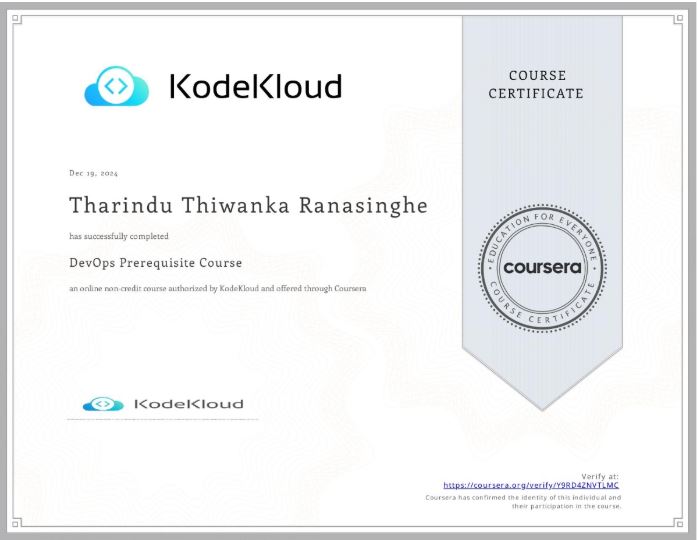 KodeKloud
COURSE
CERTIFICATE
Dec 19, 2024
Tharindu Thiwanka Ranasinghe
has successfully completed
DevOps Prerequisite Course
an online non-credit course authorized by KodeKloud and offered through Coursera
EDUCATION FOR EVERYONE
coursera
COURSE CERTIFICATE
KodeKloud
Verify at:
https://coursera.org/verify/Y9RD4ZNVTLMC
Coursera has confirmed the identity of this individual and
their participation in the course.